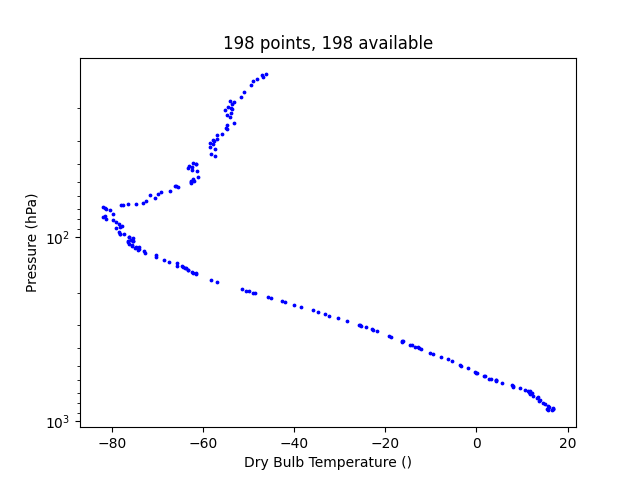 198 points, 198 available
Pressure (hPa)
10²
10³
−80 −60 −40 −20 0 20
Dry Bulb Temperature ()